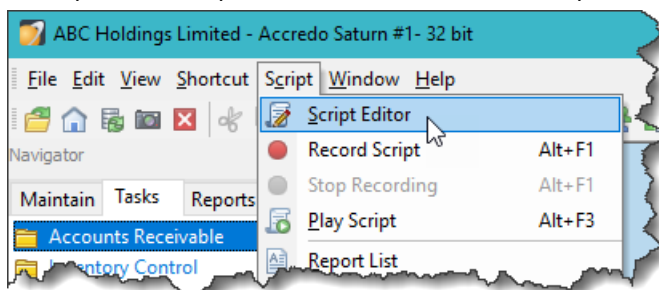 ABC Holdings Limited - Accredo Saturn #1- 32 bit
File Edit View Shortcut Script Window Help
Script Editor
Navigator
Record Script Alt+F1
Maintain Tasks Reports
Stop Recording Alt+F1
Play Script Alt+F3
Accounts Receivable
Report List
Control